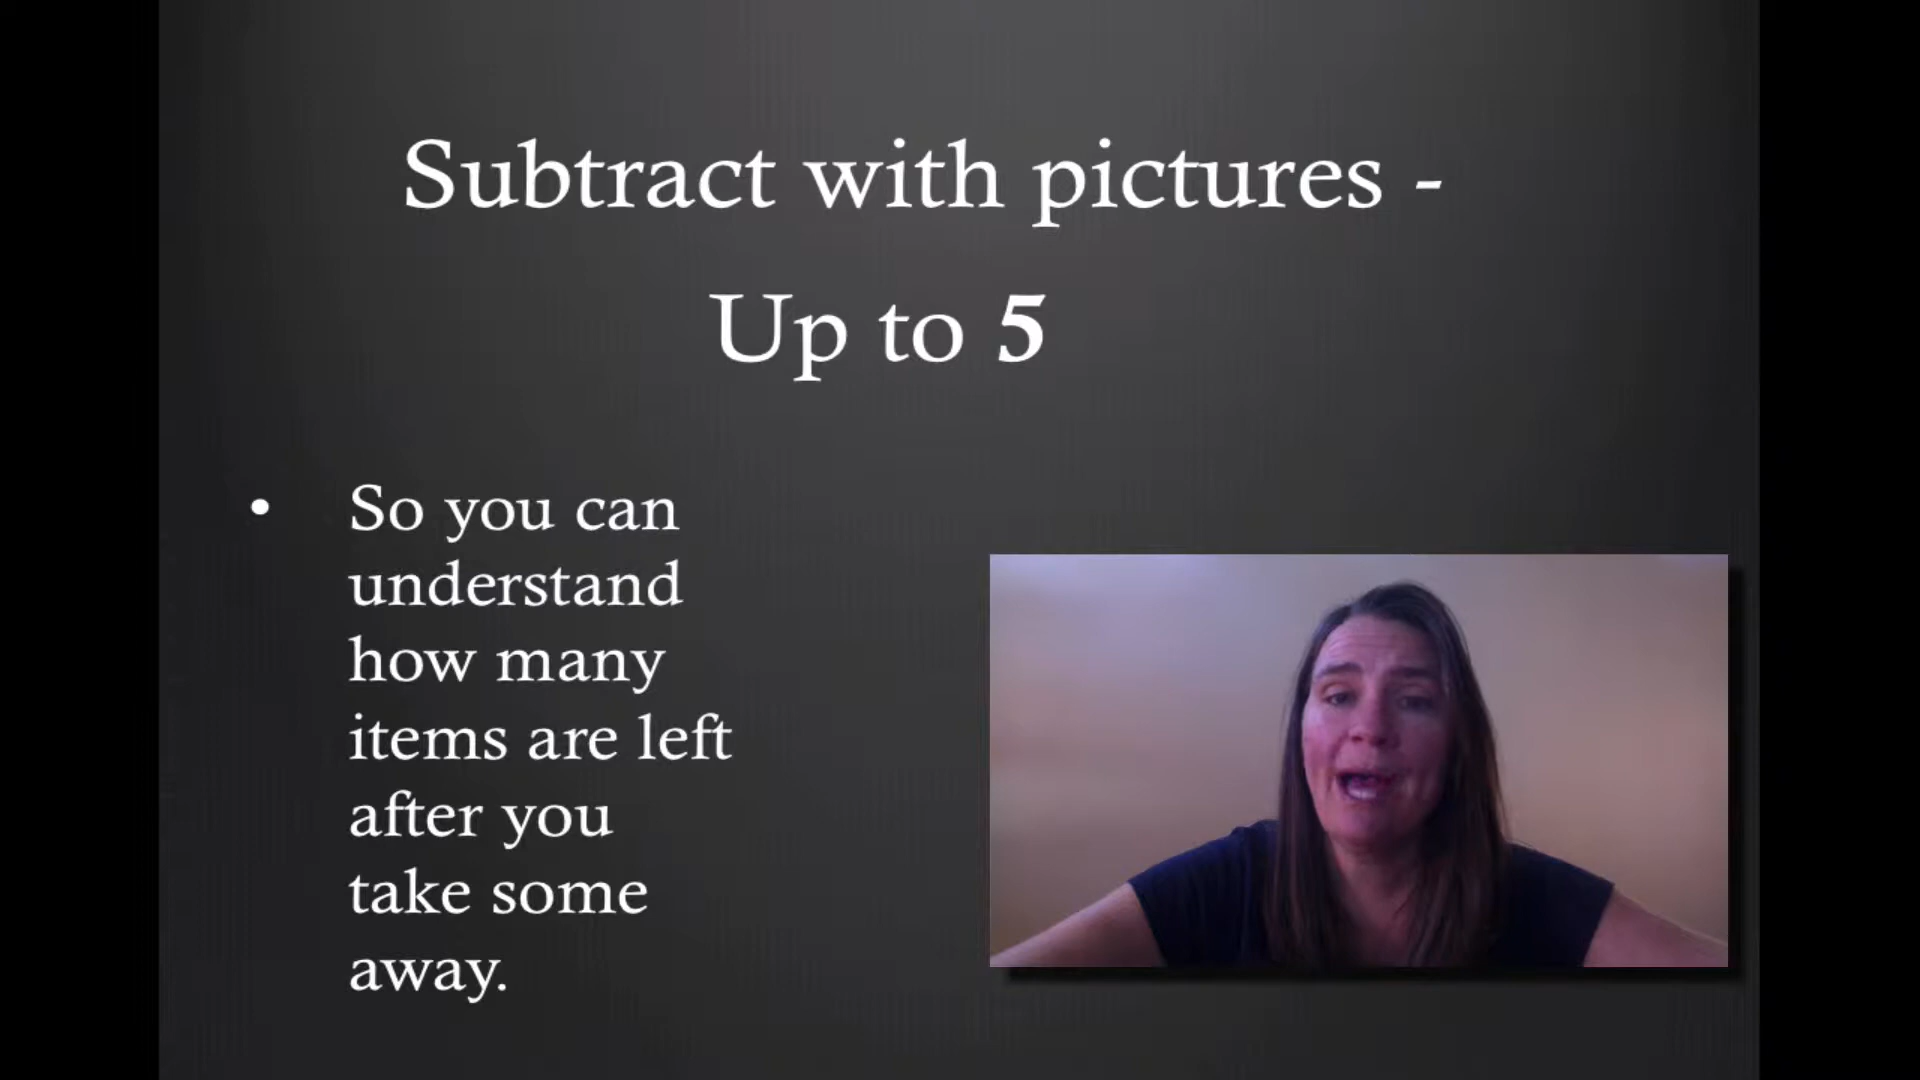 Subtract with pictures -
Up to 5
• So you can
understand
how many
items are left
after you
take some
away.